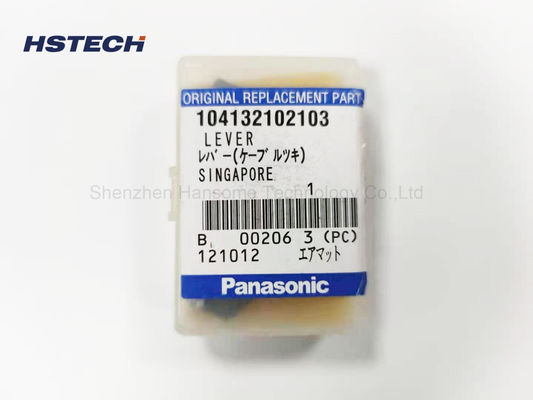 HSTECH
ORIGINAL REPLACEMENT PART
104132102103
LEVER
レバー(ケーブルツキ)
SINGAPORE
Shenzhen Hansome Technology Co.,Ltd
1
B, 00206 3 (PC)
121012 エアマット
Panasonic